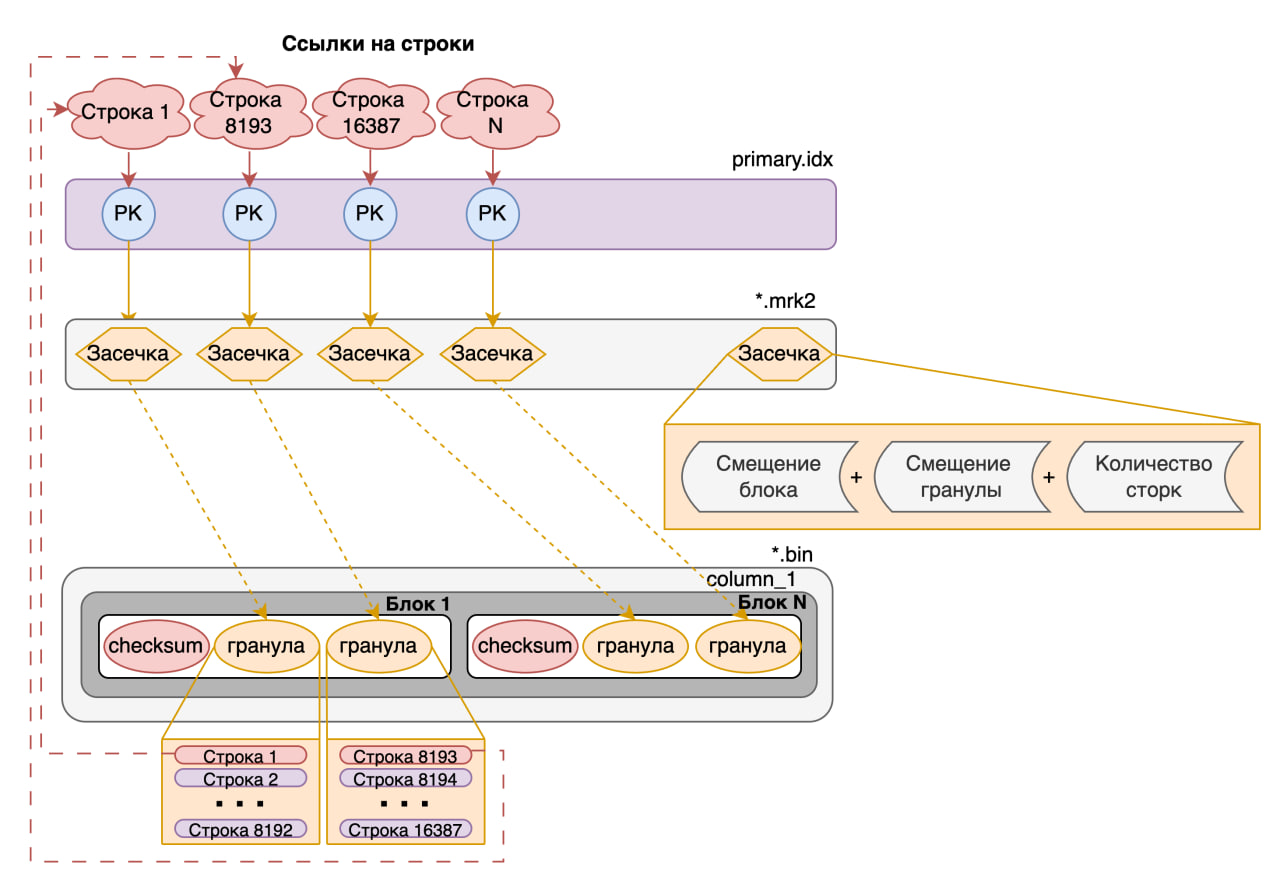 Ссылки на строки
Строка 1
Строка
8193
Строка
16387
Строка
N
primary.idx
PK
PK
PK
PK
*.mrk2
Засечка
Засечка
Засечка
Засечка
Засечка
Смещение
блока
+
Смещение
гранулы
+
Количество
сторк
*.bin
column_1
Блок 1
Блок N
checksum
гранула
гранула
checksum
гранула
гранула
Строка 1
Строка 2
. . .
Строка 8192
Строка 8193
Строка 8194
. . .
Строка 16387